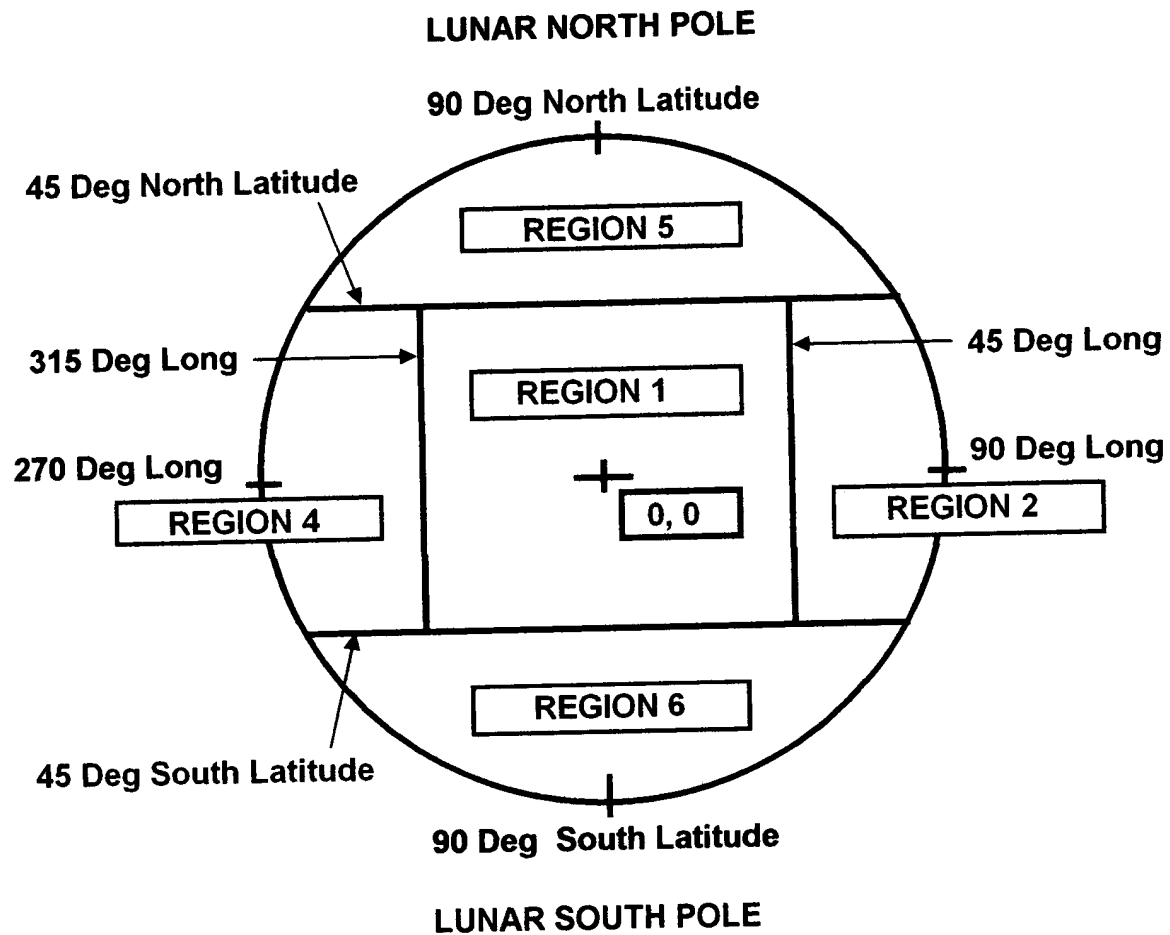 LUNAR NORTH POLE
90 Deg North Latitude
45 Deg North Latitude
REGION 5
315 Deg Long
45 Deg Long
REGION 1
270 Deg Long
90 Deg Long
REGION 4
0, 0
REGION 2
REGION 6
45 Deg South Latitude
90 Deg South Latitude
LUNAR SOUTH POLE